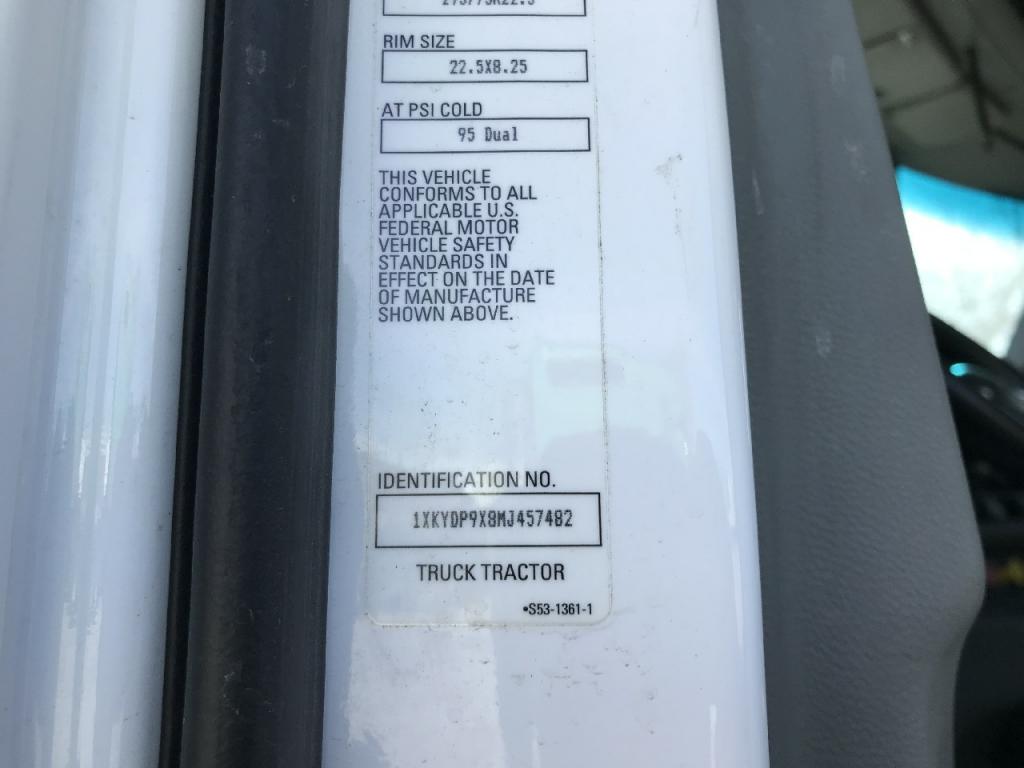 RIM SIZE
22.5X8.25
AT PSI COLD
95 Dual
THIS VEHICLE
CONFORMS TO ALL
APPLICABLE U.S.
FEDERAL MOTOR
VEHICLE SAFETY
STANDARDS IN
EFFECT ON THE DATE
OF MANUFACTURE
SHOWN ABOVE.
IDENTIFICATION NO.
1XKYDP9X8MJ457482
TRUCK TRACTOR
•S53-1361-1